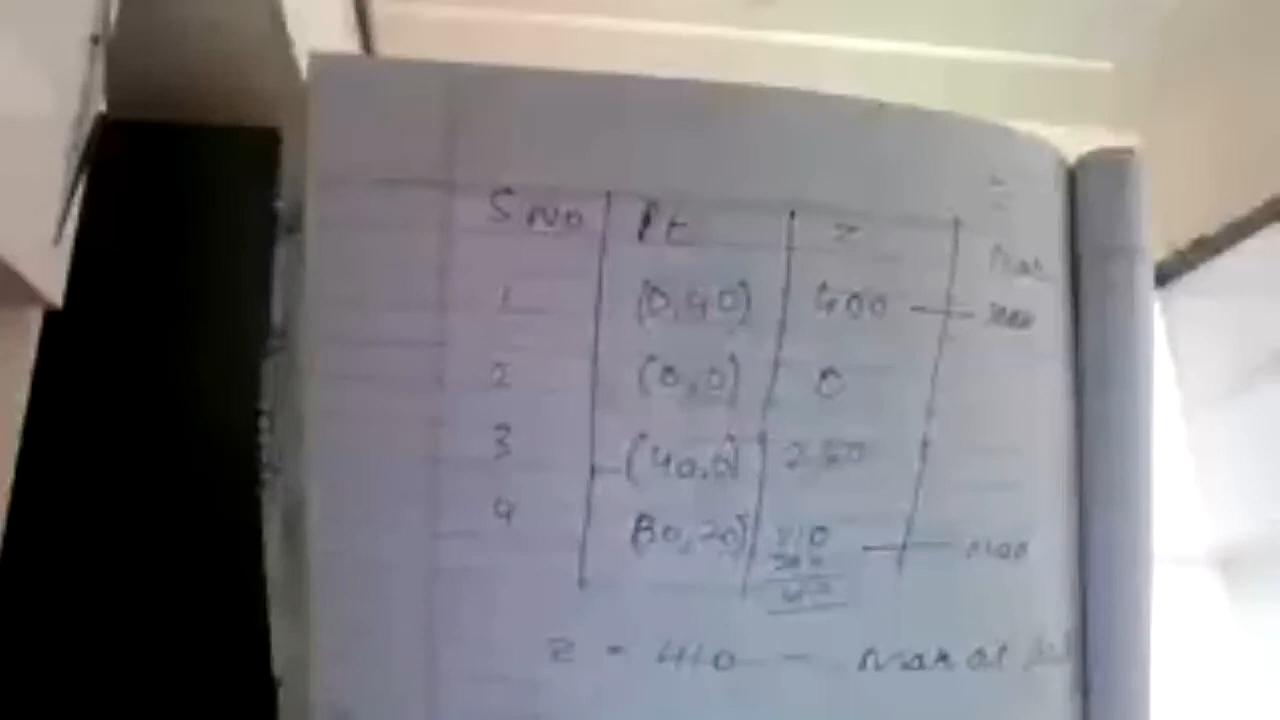 S no Pt Z
1 (0,40) 400 max
2 (0,0) 0
3 (40,0) 280
4 (30,20) 210 max
Z = 410 - Max at